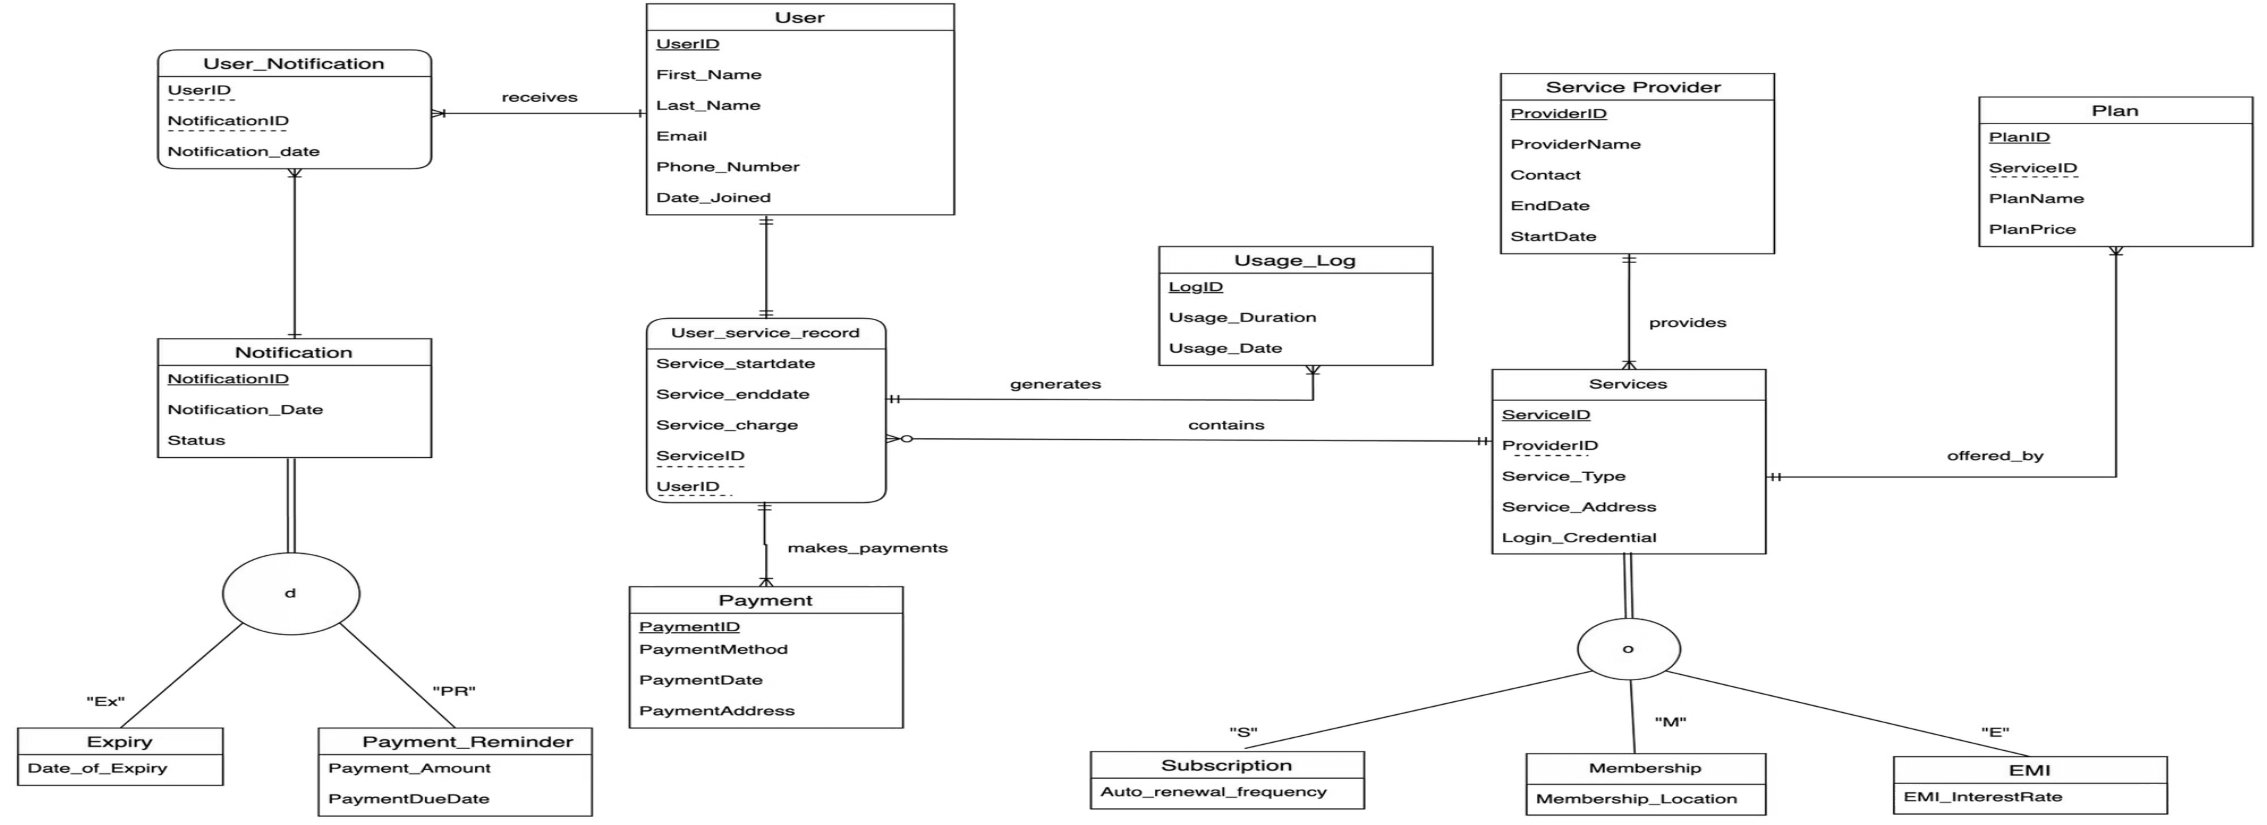 User
UserID
First_Name
Last_Name
Email
Phone_Number
Date_Joined
User_Notification
UserID
NotificationID
Notification_date
receives
Service Provider
ProviderID
ProviderName
Contact
EndDate
StartDate
Plan
PlanID
ServiceID
PlanName
PlanPrice
Usage_Log
LogID
Usage_Duration
Usage_Date
provides
Notification
NotificationID
Notification_Date
Status
User_service_record
Service_startdate
Service_enddate
Service_charge
ServiceID
UserID
generates
contains
Services
ServiceID
ProviderID
Service_Type
Service_Address
Login_Credential
offered_by
makes_payments
d
Payment
PaymentID
PaymentMethod
PaymentDate
PaymentAddress
o
"Ex"
"PR"
"S"
"M"
"E"
Expiry
Date_of_Expiry
Payment_Reminder
Payment_Amount
PaymentDueDate
Subscription
Auto_renewal_frequency
Membership
Membership_Location
EMI
EMI_InterestRate